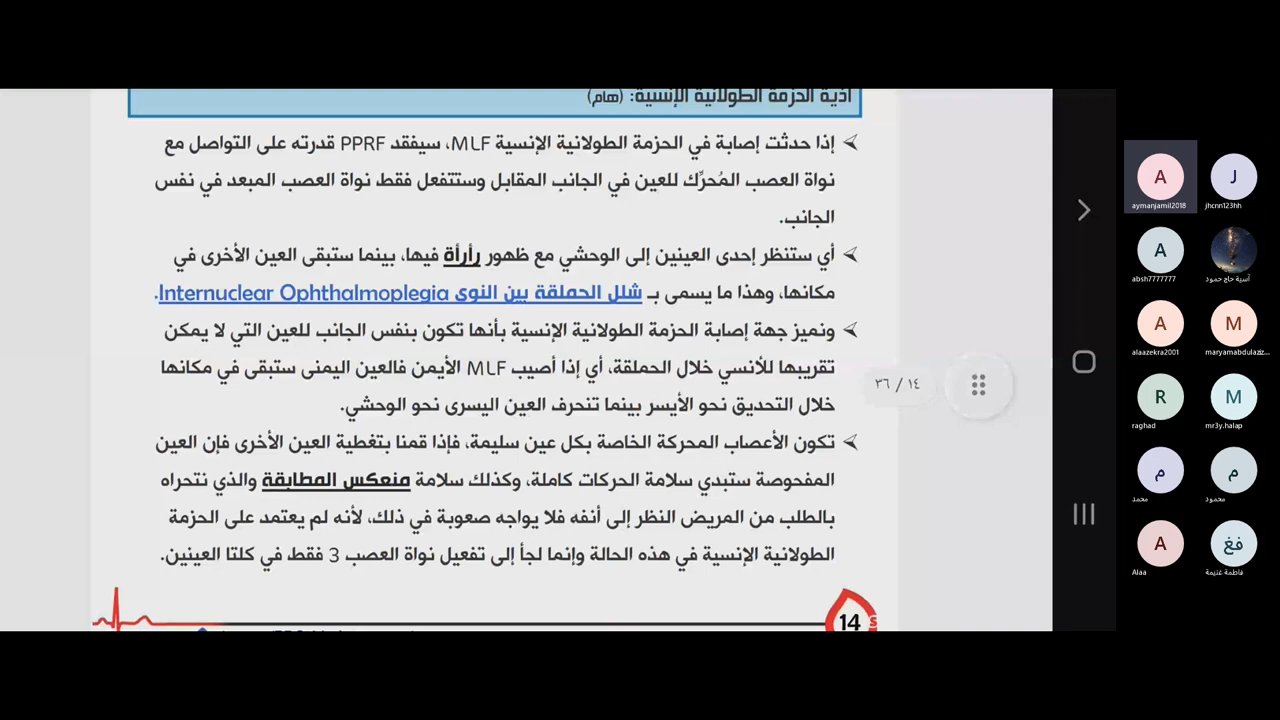 أذية الحزمة الطولانية الإنسية: (هام)
إذا حدثت إصابة في الحزمة الطولانية الإنسية MLF، سيفقد PPRF قدرته على التواصل مع
نواة العصب المُحرِّك للعين في الجانب المقابل وستتفعل فقط نواة العصب المبعد في نفس
الجانب.
أي ستنظر إحدى العينين إلى الوحشي مع ظهور رأرأة فيها، بينما ستبقى العين الأخرى في
مكانها، وهذا ما يسمى بـ شلل الحملقة بين النوى Internuclear Ophthalmoplegia.
ونميز جهة إصابة الحزمة الطولانية الإنسية بأنها تكون بنفس الجانب للعين التي لا يمكن
تقريبها للأنسي خلال الحملقة، أي إذا أصيب MLF الأيمن فالعين اليمنى ستبقى في مكانها
خلال التحديق نحو الأيسر بينما تنحرف العين اليسرى نحو الوحشي.
تكون الأعصاب المحركة الخاصة بكل عين سليمة، فإذا قمنا بتغطية العين الأخرى فإن العين
المفحوصة ستبدي سلامة الحركات كاملة، وكذلك سلامة منعكس المطابقة والذي نتحراه
بالطلب من المريض النظر إلى أنفه فلا يواجه صعوبة في ذلك، لأنه لم يعتمد على الحزمة
الطولانية الإنسية في هذه الحالة وإنما لجأ إلى تفعيل نواة العصب 3 فقط في كلتا العينين.
14
١٤ / ٣٦
A
aymanjamil2018
J
jhcnn123hh
A
absh7777777
آسية حاج حمود
A
alaazekra2001
M
maryamabdulaziz...
R
raghad
M
mr3y.halap
م
محمد
م
محمود
A
Alaa
فغ
فاطمة غنيمة